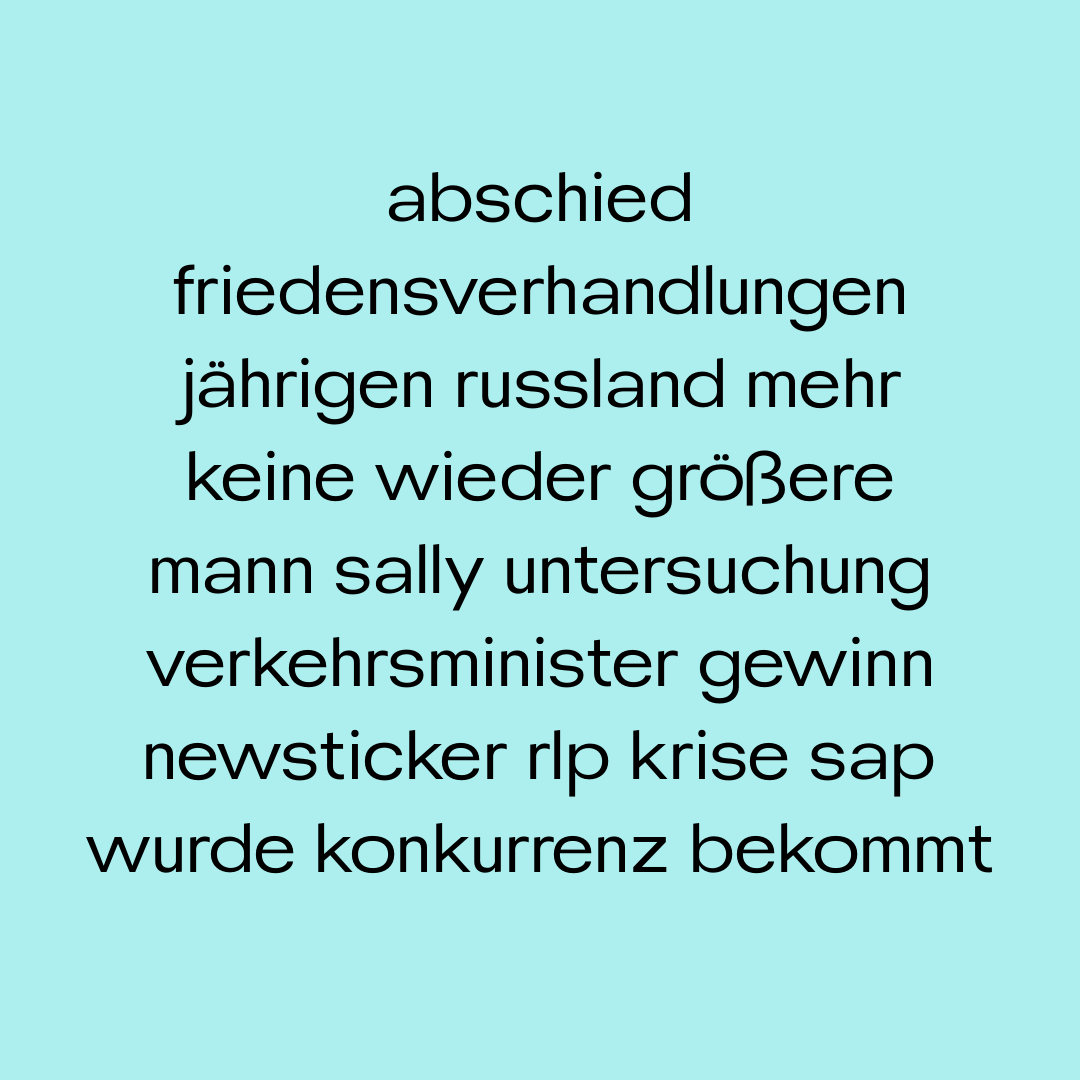 abschied
friedensverhandlungen
jährigen russland mehr
keine wieder größere
mann sally untersuchung
verkehrsminister gewinn
newsticker rlp krise sap
wurde konkurrenz bekommt